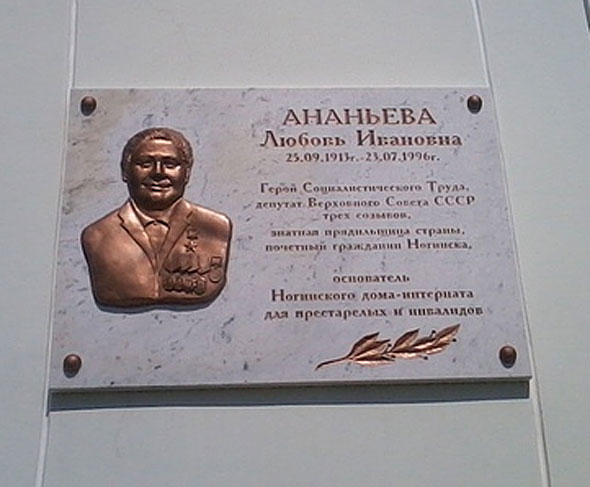 АНАНЬЕВА
Любовь Ивановна
25.09.1913г.-23.07.1996г.
Герой Социалистического Труда,
депутат Верховного Совета СССР
трех созывов,
знатная прядильщица страны,
почетный гражданин Ногинска,
основатель
Ногинского дома-интерната
для престарелых и инвалидов